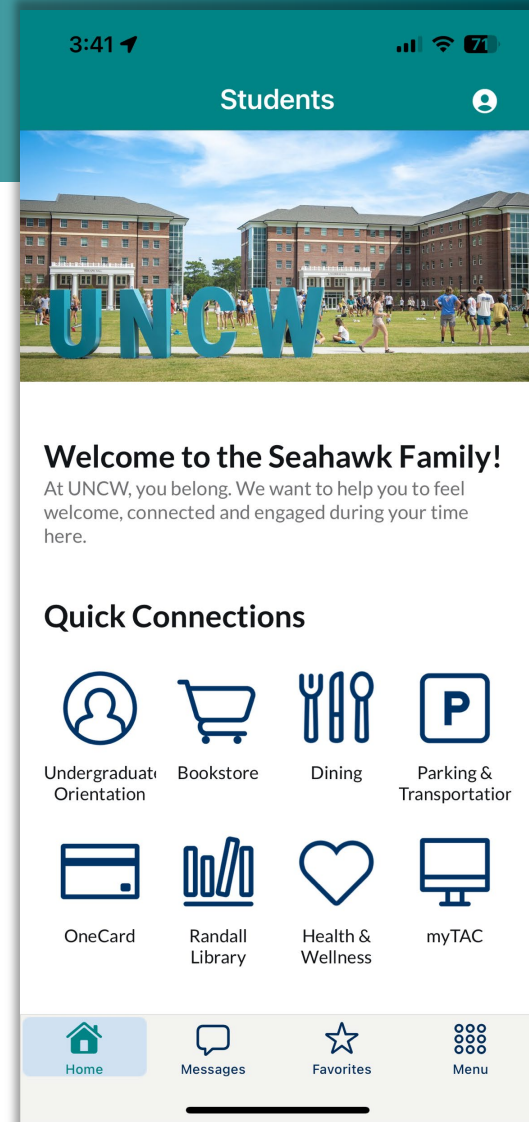 3:41
71
Students
UNCW
Welcome to the Seahawk Family!
At UNCW, you belong. We want to help you to feel
welcome, connected and engaged during your time
here.
Quick Connections
Undergraduate
Orientation
Bookstore
Dining
P
Parking &
Transportation
OneCard
Randall
Library
Health &
Wellness
myTAC
Home
Messages
Favorites
Menu